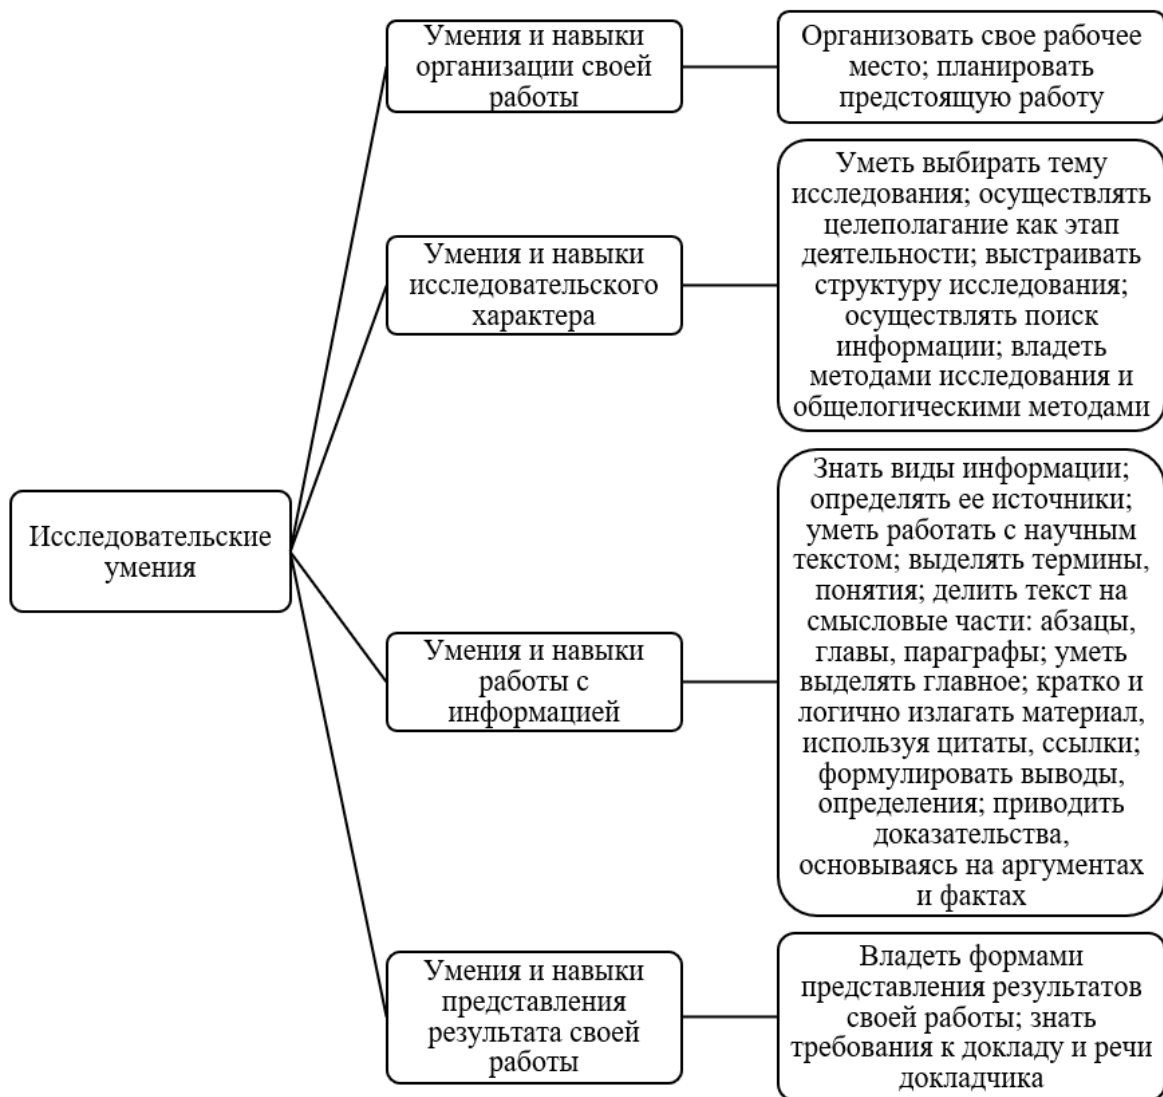 Исследовательские
умения
Умения и навыки
организации своей
работы
Организовать свое рабочее
место; планировать
предстоящую работу
Умения и навыки
исследовательского
характера
Уметь выбирать тему
исследования; осуществлять
целеполагание как этап
деятельности; выстраивать
структуру исследования;
осуществлять поиск
информации; владеть
методами исследования и
общелогическими методами
Умения и навыки
работы с
информацией
Знать виды информации;
определять ее источники;
уметь работать с научным
текстом; выделять термины,
понятия; делить текст на
смысловые части: абзацы,
главы, параграфы; уметь
выделять главное; кратко и
логично излагать материал,
используя цитаты, ссылки;
формулировать выводы,
определения; приводить
доказательства,
основываясь на аргументах
и фактах
Умения и навыки
представления
результата своей
работы
Владеть формами
представления результатов
своей работы; знать
требования к докладу и речи
докладчика